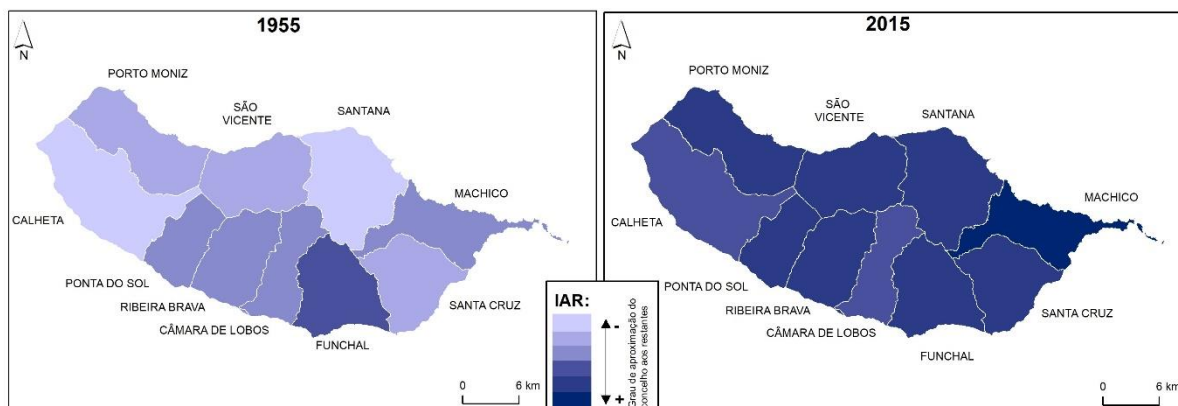 1955
N
PORTO MONIZ
SÃO
VICENTE
SANTANA
MACHICO
CALHETA
PONTA DO SOL
RIBEIRA BRAVA
CÂMARA DE LOBOS
FUNCHAL
SANTA CRUZ
0 6 km
IAR:
-
+
Grau de aproximação do
concelho aos restantes
2015
N
PORTO MONIZ
SÃO
VICENTE
SANTANA
MACHICO
CALHETA
PONTA DO SOL
RIBEIRA BRAVA
CÂMARA DE LOBOS
FUNCHAL
SANTA CRUZ
0 6 km